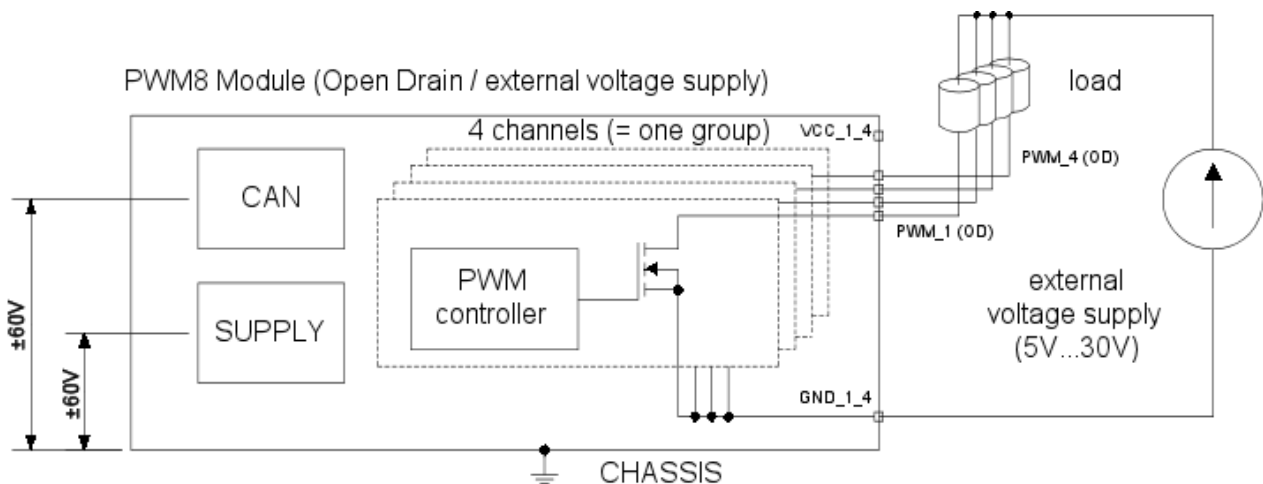 PWM8 Module (Open Drain / external voltage supply)
load
4 channels (= one group)
VCC_1_4
PWM_4 (OD)
CAN
PWM_1 (OD)
PWM
controller
SUPPLY
external
voltage supply
(5V...30V)
±60V
±60V
GND_1_4
CHASSIS